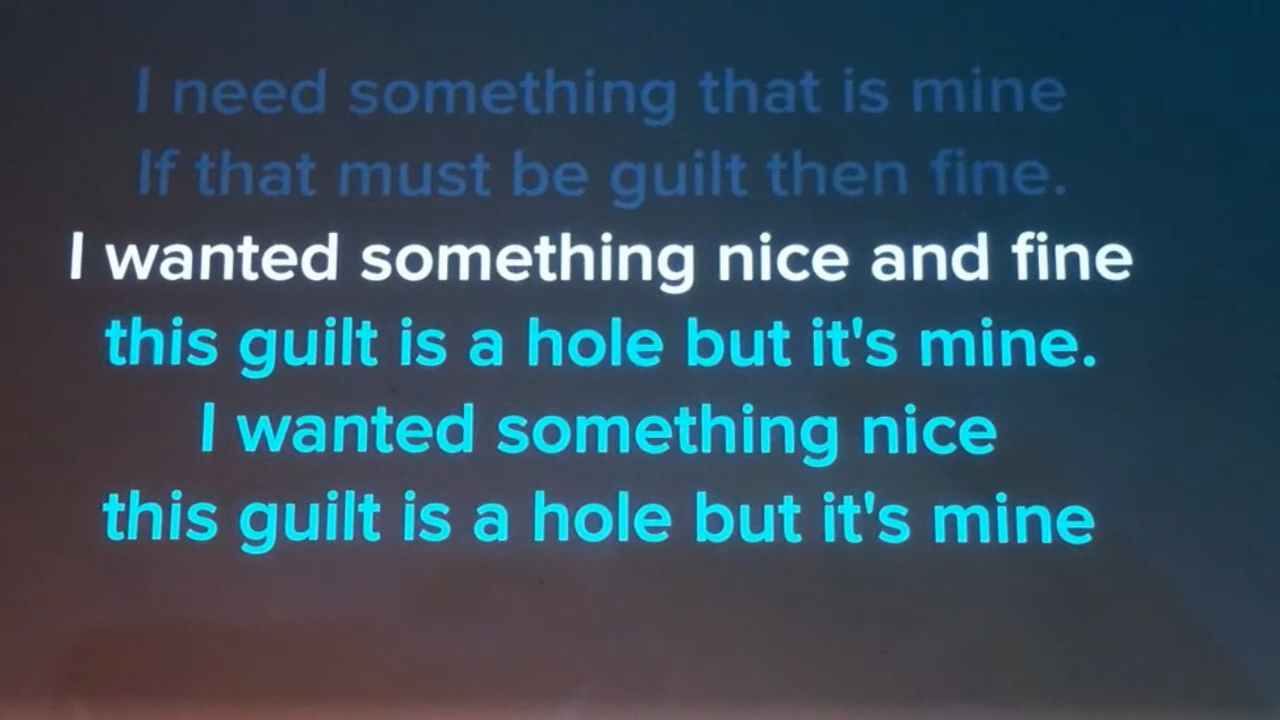 I need something that is mine
If that must be guilt then fine.
I wanted something nice and fine
this guilt is a hole but it's mine.
I wanted something nice
this guilt is a hole but it's mine